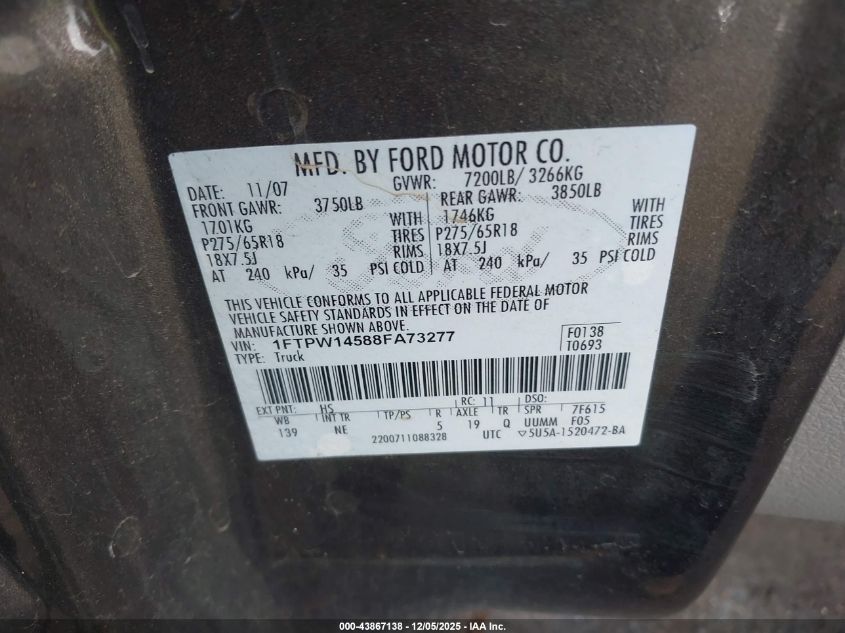 MFD. BY FORD MOTOR CO.
DATE: 11/07 GVWR: 7200LB/ 3266KG
FRONT GAWR: 3750LB REAR GAWR: 3850LB
1701KG WITH 1746KG WITH
P275/65R18 TIRES P275/65R18 TIRES
18X7.5J RIMS 18X7.5J RIMS
AT 240 kPa/ 35 PSI COLD AT 240 kPa/ 35 PSI COLD
THIS VEHICLE CONFORMS TO ALL APPLICABLE FEDERAL MOTOR
VEHICLE SAFETY STANDARDS IN EFFECT ON THE DATE OF
MANUFACTURE SHOWN ABOVE.
VIN: 1FTPW14588FA73277 F0138
TYPE: Truck T0693
EXT PNT: HS RC: 11 DSO:
WB INT TR TP/PS R AXLE TR SPR 7F615
139 NE 5 19 Q UUMM F05
2200711088328 UTC ▽5U5A-1520472-BA
000-43867138 - 12/05/2025 - IAA Inc.